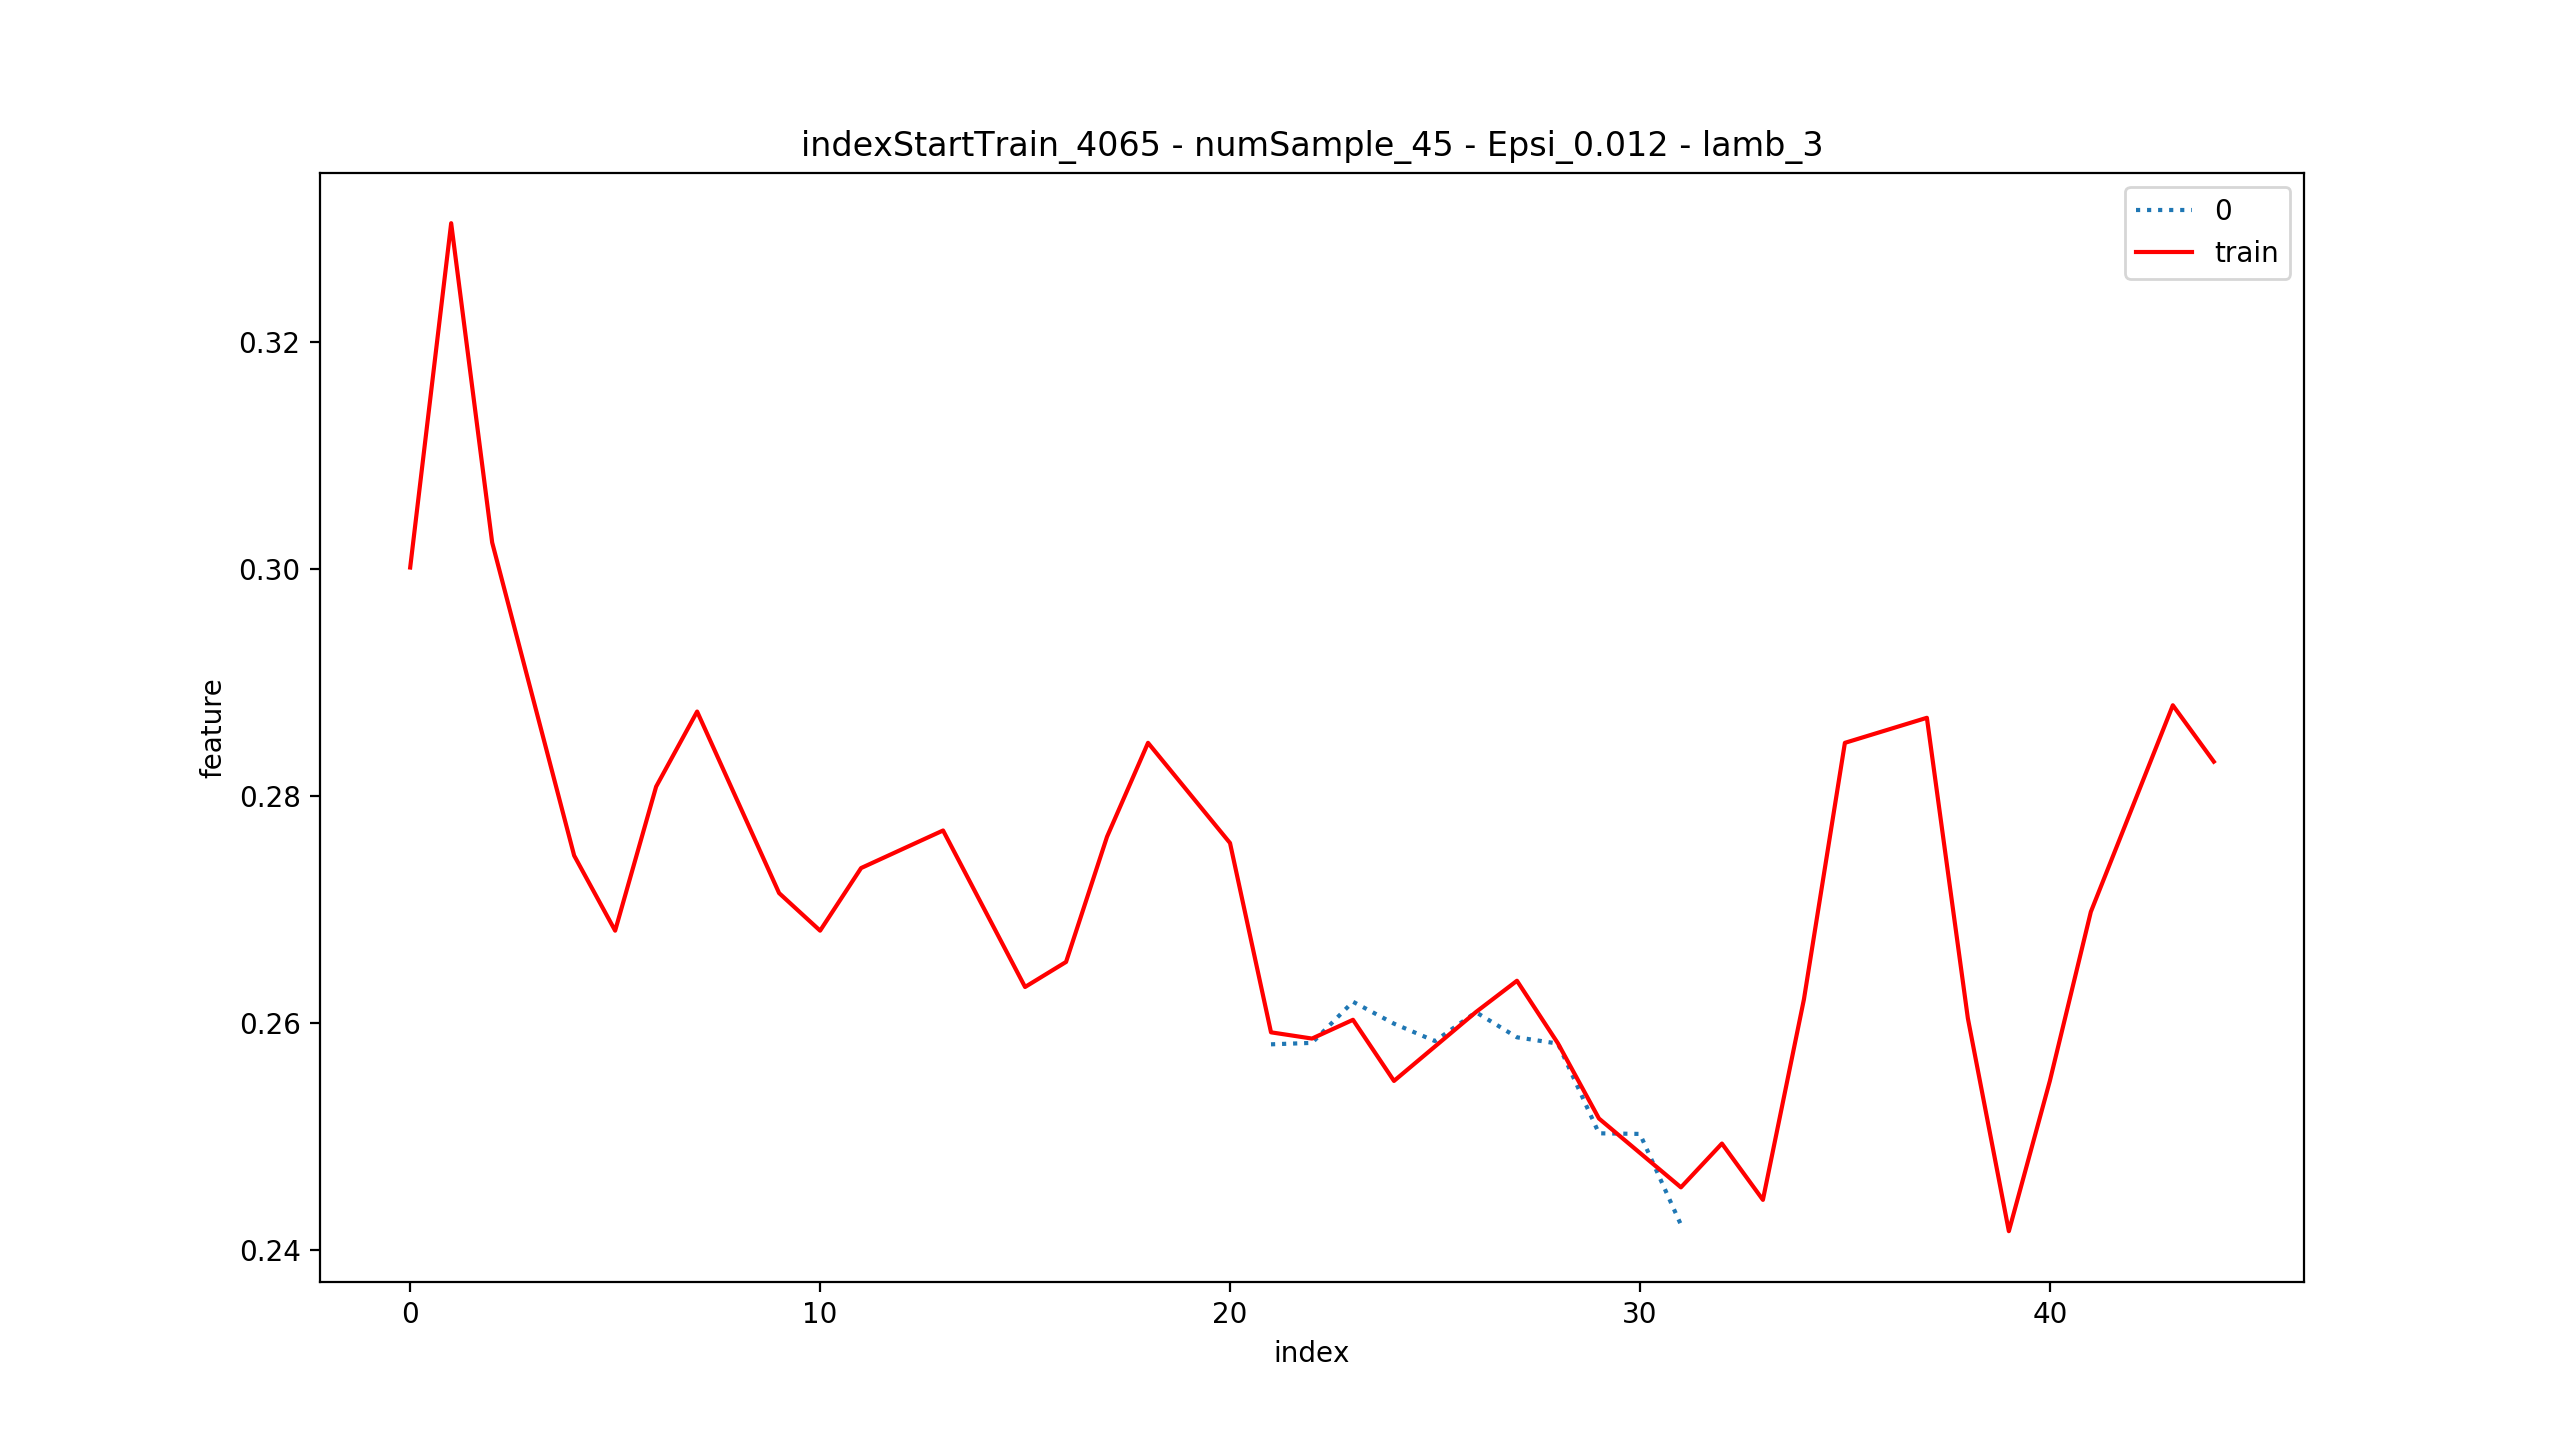 indexStartTrain_4065 - numSample_45 - Epsi_0.012 - lamb_3
0
train
0.32
0.30
0.28
0.26
0.24
feature
0 10 20 30 40
index